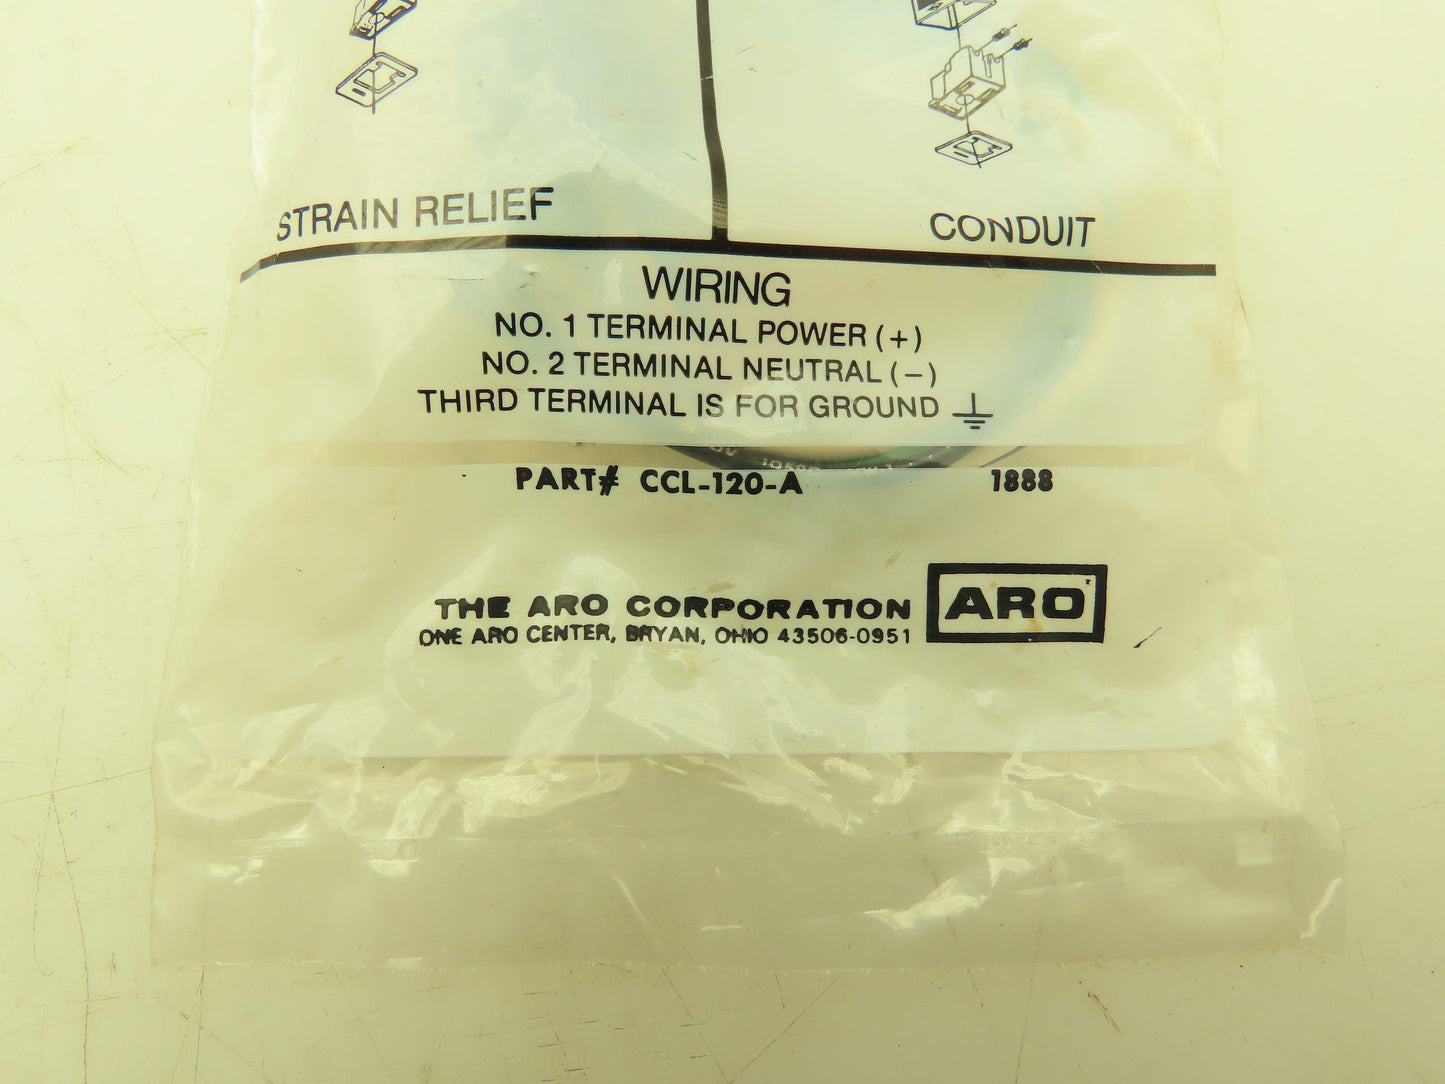 STRAIN RELIEF
CONDUIT
WIRING
NO. 1 TERMINAL POWER (+)
NO. 2 TERMINAL NEUTRAL (−)
THIRD TERMINAL IS FOR GROUND
PART# CCL-120-A 1888
THE ARO CORPORATION
ONE ARO CENTER, BRYAN, OHIO 43506-0951
ARO